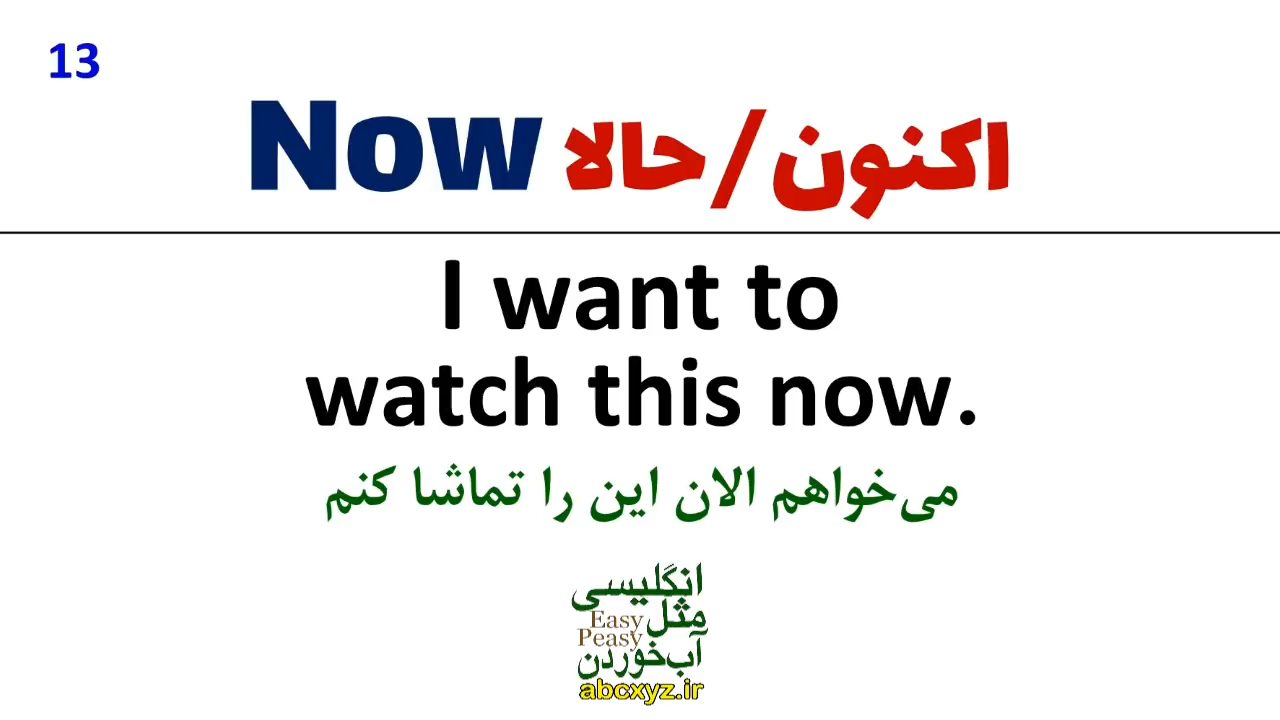 13
Now اکنون/حالا
I want to
watch this now.
می‌خواهم الان این را تماشا کنم
انگلیسی
مثل Easy
Peasy
آب‌خوردن
abcxyz.ir